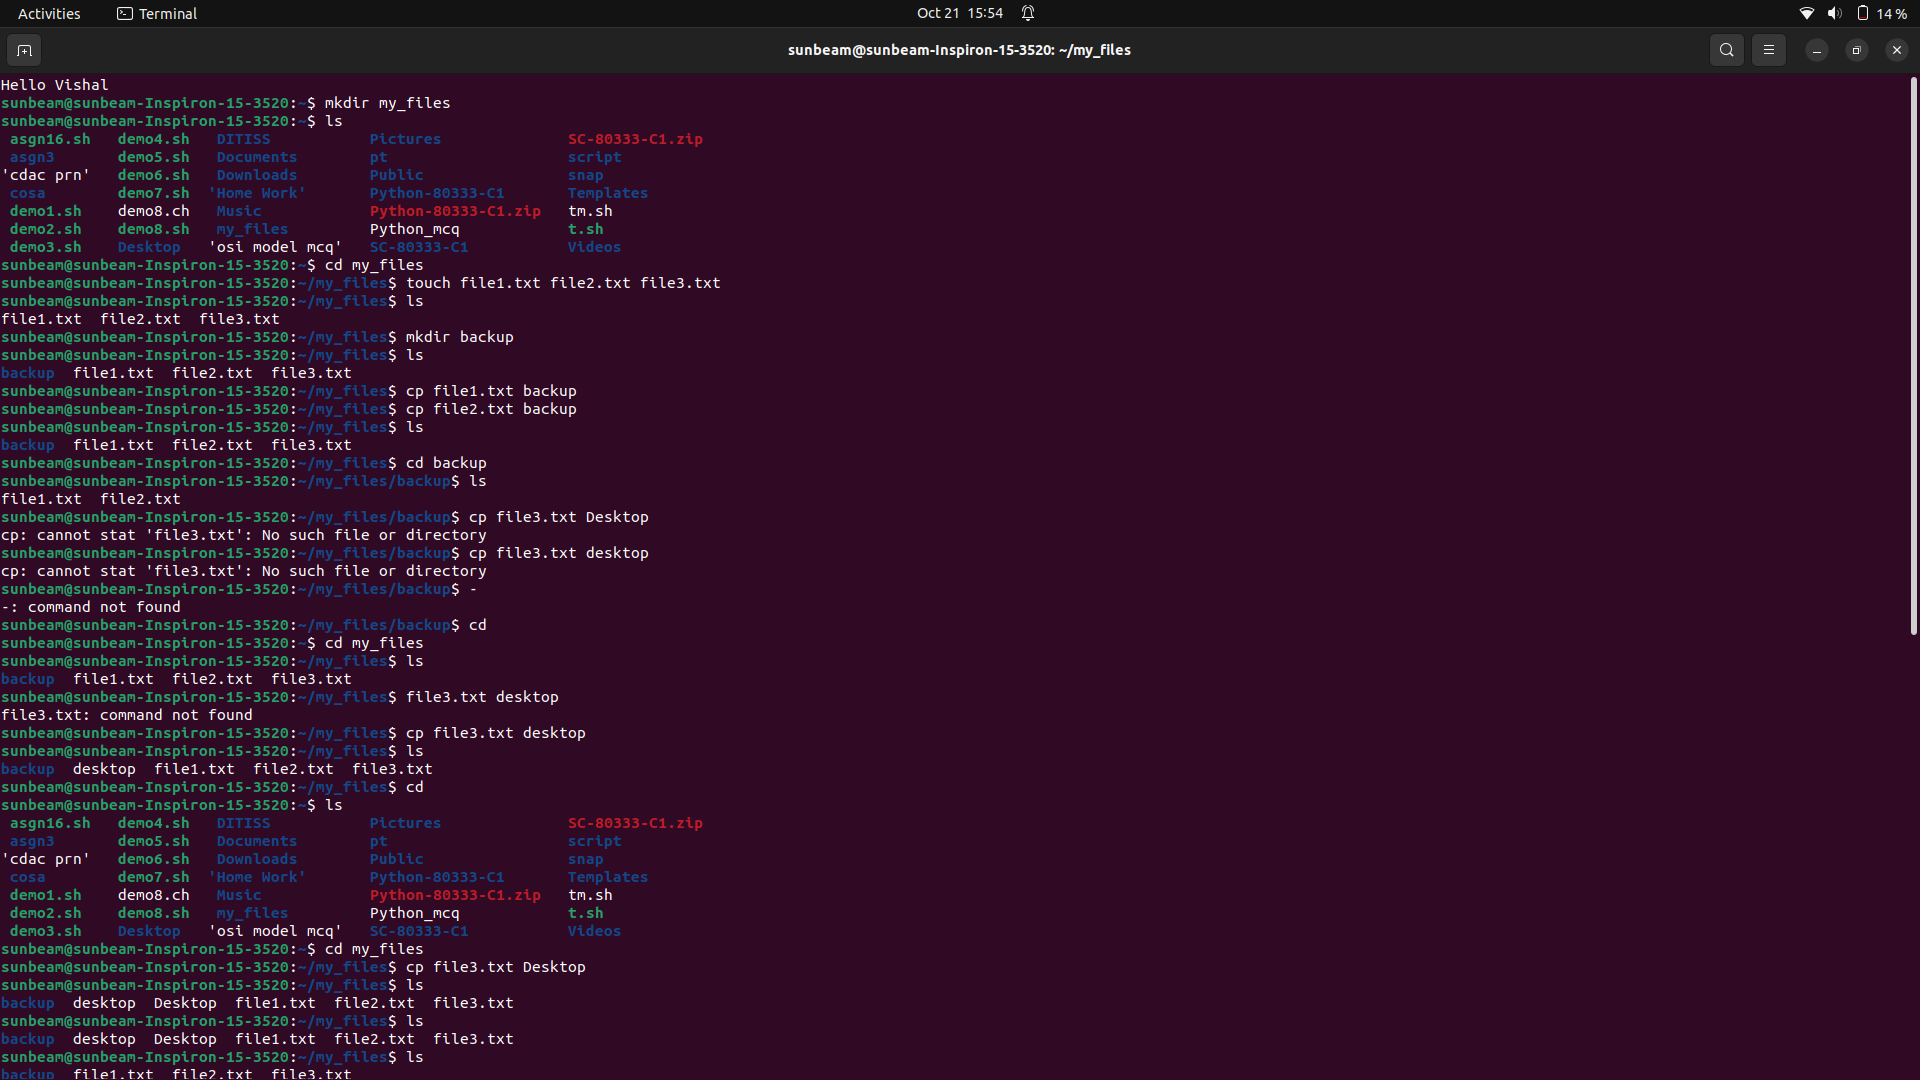 Activities Terminal Oct 21 15:54 14 %
sunbeam@sunbeam-Inspiron-15-3520: ~/my_files
Hello Vishal
sunbeam@sunbeam-Inspiron-15-3520:~$ mkdir my_files
sunbeam@sunbeam-Inspiron-15-3520:~$ ls
asgn16.sh demo4.sh DITISS Pictures SC-80333-C1.zip
asgn3 demo5.sh Documents pt script
'cdac prn' demo6.sh Downloads Public snap
cosa demo7.sh 'Home Work' Python-80333-C1 Templates
demo1.sh demo8.ch Music Python-80333-C1.zip tm.sh
demo2.sh demo8.sh my_files Python_mcq t.sh
demo3.sh Desktop 'osi model mcq' SC-80333-C1 Videos
sunbeam@sunbeam-Inspiron-15-3520:~$ cd my_files
sunbeam@sunbeam-Inspiron-15-3520:~/my_files$ touch file1.txt file2.txt file3.txt
sunbeam@sunbeam-Inspiron-15-3520:~/my_files$ ls
file1.txt file2.txt file3.txt
sunbeam@sunbeam-Inspiron-15-3520:~/my_files$ mkdir backup
sunbeam@sunbeam-Inspiron-15-3520:~/my_files$ ls
backup file1.txt file2.txt file3.txt
sunbeam@sunbeam-Inspiron-15-3520:~/my_files$ cp file1.txt backup
sunbeam@sunbeam-Inspiron-15-3520:~/my_files$ cp file2.txt backup
sunbeam@sunbeam-Inspiron-15-3520:~/my_files$ ls
backup file1.txt file2.txt file3.txt
sunbeam@sunbeam-Inspiron-15-3520:~/my_files$ cd backup
sunbeam@sunbeam-Inspiron-15-3520:~/my_files/backup$ ls
file1.txt file2.txt
sunbeam@sunbeam-Inspiron-15-3520:~/my_files/backup$ cp file3.txt Desktop
cp: cannot stat 'file3.txt': No such file or directory
sunbeam@sunbeam-Inspiron-15-3520:~/my_files/backup$ cp file3.txt desktop
cp: cannot stat 'file3.txt': No such file or directory
sunbeam@sunbeam-Inspiron-15-3520:~/my_files/backup$ -
-: command not found
sunbeam@sunbeam-Inspiron-15-3520:~/my_files/backup$ cd
sunbeam@sunbeam-Inspiron-15-3520:~$ cd my_files
sunbeam@sunbeam-Inspiron-15-3520:~/my_files$ ls
backup file1.txt file2.txt file3.txt
sunbeam@sunbeam-Inspiron-15-3520:~/my_files$ file3.txt desktop
file3.txt: command not found
sunbeam@sunbeam-Inspiron-15-3520:~/my_files$ cp file3.txt desktop
sunbeam@sunbeam-Inspiron-15-3520:~/my_files$ ls
backup desktop file1.txt file2.txt file3.txt
sunbeam@sunbeam-Inspiron-15-3520:~/my_files$ cd
sunbeam@sunbeam-Inspiron-15-3520:~$ ls
asgn16.sh demo4.sh DITISS Pictures SC-80333-C1.zip
asgn3 demo5.sh Documents pt script
'cdac prn' demo6.sh Downloads Public snap
cosa demo7.sh 'Home Work' Python-80333-C1 Templates
demo1.sh demo8.ch Music Python-80333-C1.zip tm.sh
demo2.sh demo8.sh my_files Python_mcq t.sh
demo3.sh Desktop 'osi model mcq' SC-80333-C1 Videos
sunbeam@sunbeam-Inspiron-15-3520:~$ cd my_files
sunbeam@sunbeam-Inspiron-15-3520:~/my_files$ cp file3.txt Desktop
sunbeam@sunbeam-Inspiron-15-3520:~/my_files$ ls
backup desktop Desktop file1.txt file2.txt file3.txt
sunbeam@sunbeam-Inspiron-15-3520:~/my_files$ ls
backup desktop Desktop file1.txt file2.txt file3.txt
sunbeam@sunbeam-Inspiron-15-3520:~/my_files$ ls
backup file1.txt file2.txt file3.txt